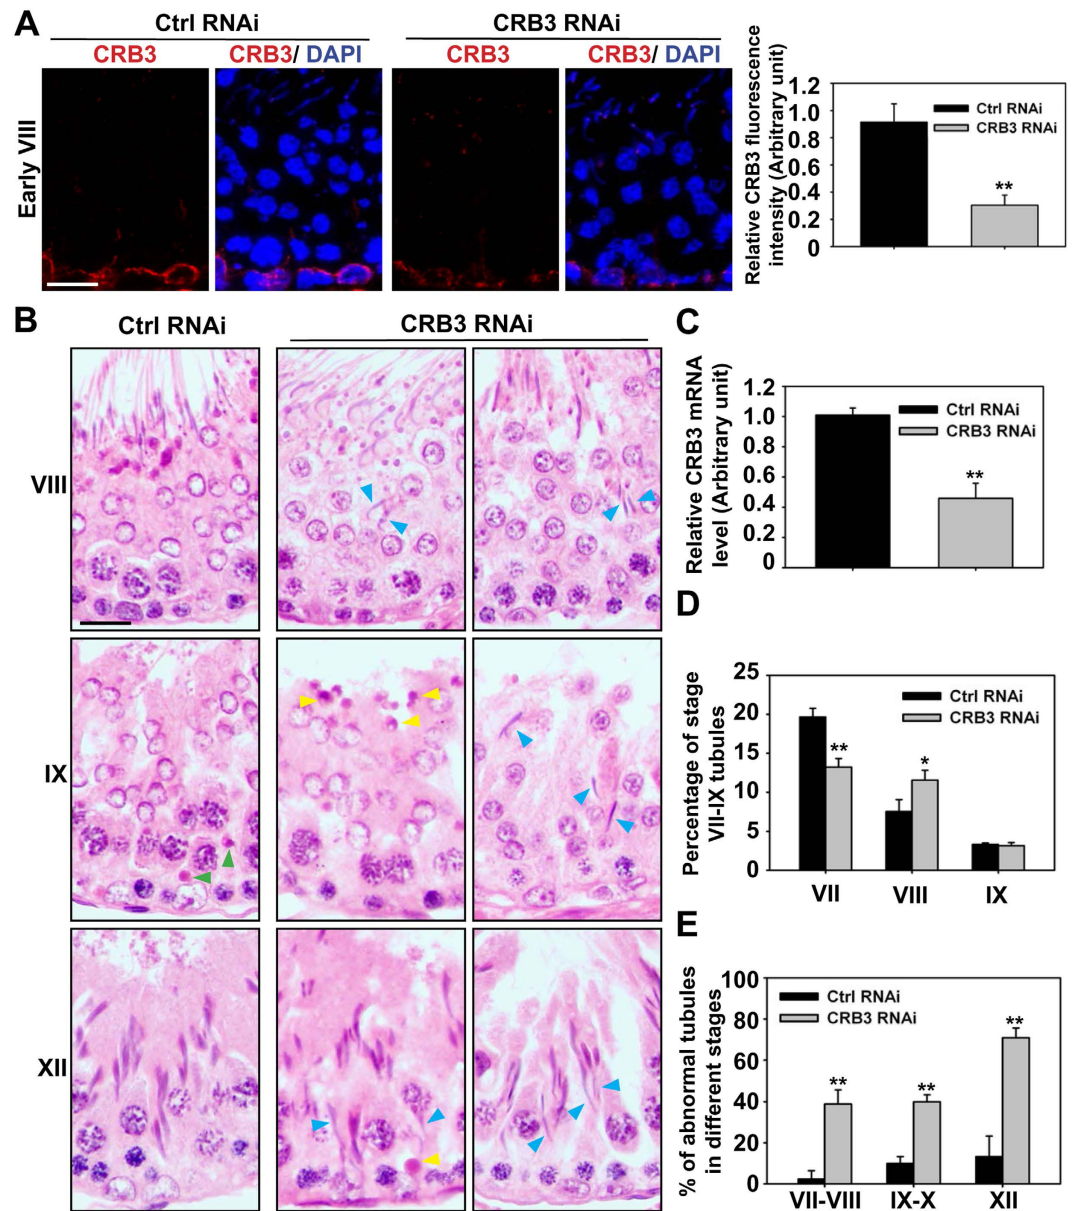 A
Ctrl RNAi
CRB3 RNAi
CRB3
CRB3/ DAPI
CRB3
CRB3/ DAPI
Early VIII
Relative CRB3 fluorescence
intensity (Arbitrary unit)
1.2
1.0
0.8
0.6
0.4
0.2
0
Ctrl RNAi
CRB3 RNAi
**
B
Ctrl RNAi
CRB3 RNAi
VIII
IX
XII
C
Relative CRB3 mRNA
level (Arbitrary unit)
1.2
1.0
0.8
0.6
0.4
0.2
0
Ctrl RNAi
CRB3 RNAi
**
D
Percentage of stage
VII-IX tubules
25
20
15
10
5
0
Ctrl RNAi
CRB3 RNAi
**
*
VII
VIII
IX
E
% of abnormal tubules
in different stages
100
80
60
40
20
0
Ctrl RNAi
CRB3 RNAi
**
**
**
VII-VIII
IX-X
XII